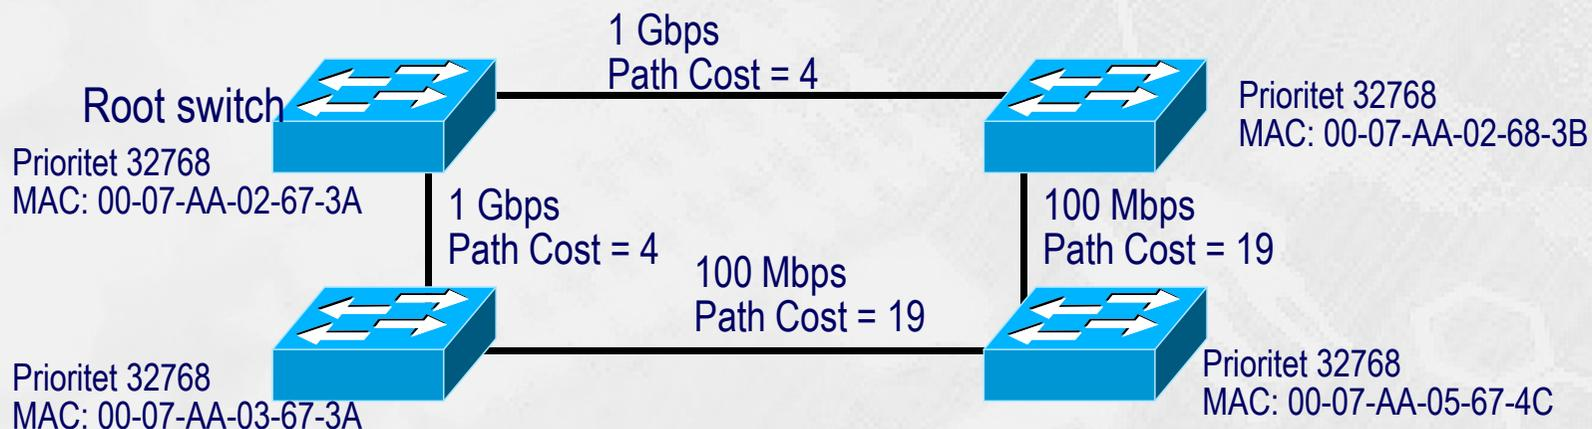 1 Gbps
Path Cost = 4
Root switch
Prioritet 32768
MAC: 00-07-AA-02-67-3A
Prioritet 32768
MAC: 00-07-AA-02-68-3B
1 Gbps
Path Cost = 4
100 Mbps
Path Cost = 19
100 Mbps
Path Cost = 19
Prioritet 32768
MAC: 00-07-AA-03-67-3A
Prioritet 32768
MAC: 00-07-AA-05-67-4C